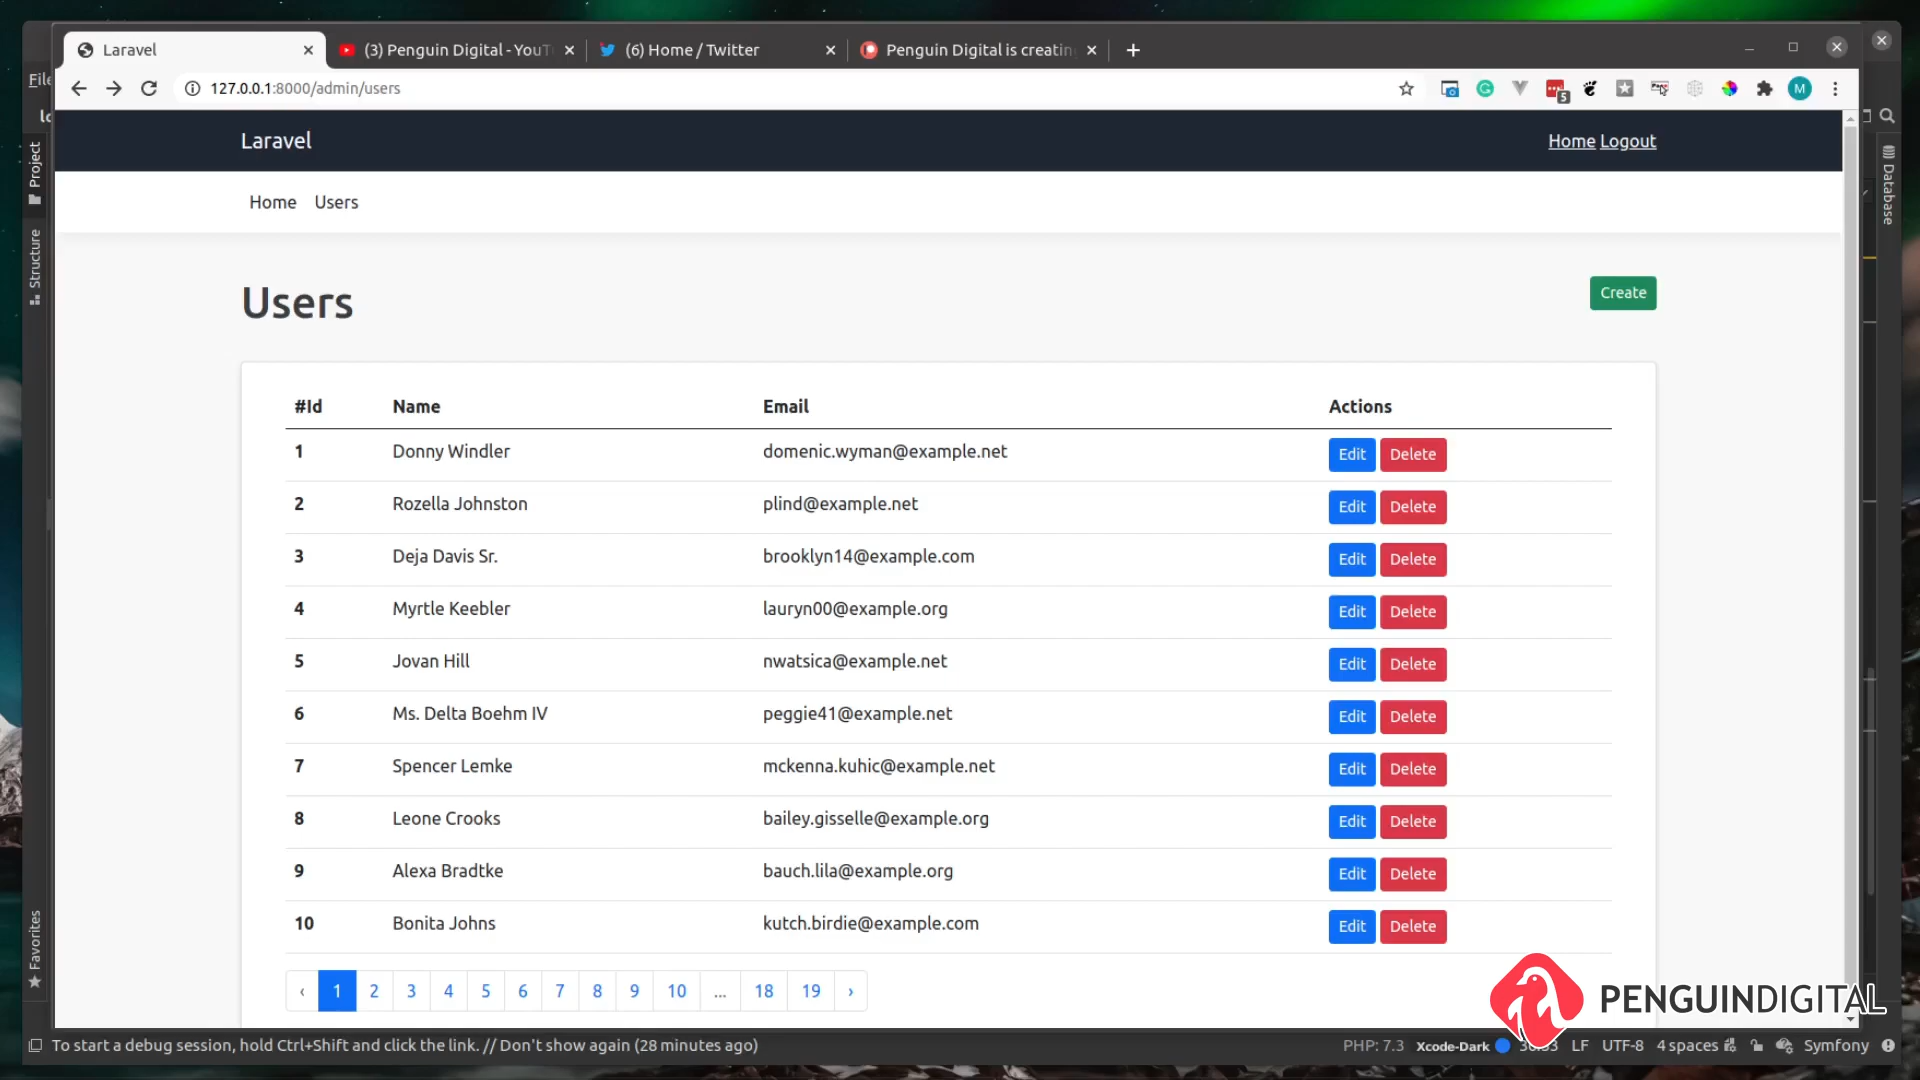 Laravel
(3) Penguin Digital - YouT
(6) Home / Twitter
Penguin Digital is creatin
File
127.0.0.1:8000/admin/users
5
M
Laravel
Home Logout
Project
Home Users
Database
Structure
Users
Create
#Id Name Email Actions
1 Donny Windler domenic.wyman@example.net Edit Delete
2 Rozella Johnston plind@example.net Edit Delete
3 Deja Davis Sr. brooklyn14@example.com Edit Delete
4 Myrtle Keebler lauryn00@example.org Edit Delete
5 Jovan Hill nwatsica@example.net Edit Delete
6 Ms. Delta Boehm IV peggie41@example.net Edit Delete
7 Spencer Lemke mckenna.kuhic@example.net Edit Delete
8 Leone Crooks bailey.gisselle@example.org Edit Delete
9 Alexa Bradtke bauch.lila@example.org Edit Delete
10 Bonita Johns kutch.birdie@example.com Edit Delete
Favorites
‹ 1 2 3 4 5 6 7 8 9 10 ... 18 19 ›
PENGUINDIGITAL
To start a debug session, hold Ctrl+Shift and click the link. // Don't show again (28 minutes ago)
PHP: 7.3 Xcode-Dark LF UTF-8 4 spaces Symfony